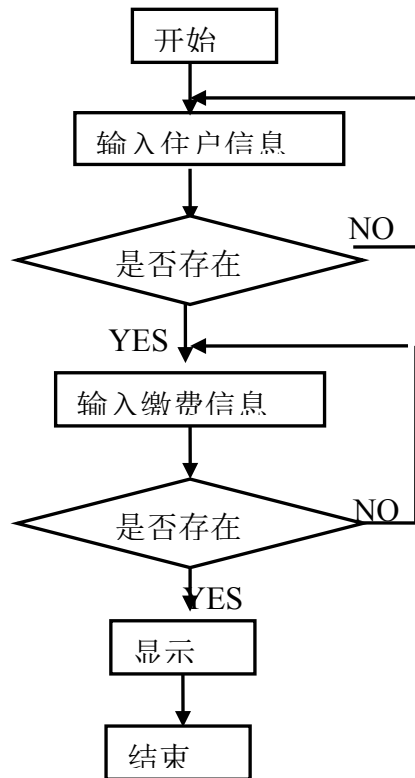 开始
输入住户信息
NO
是否存在
YES
输入缴费信息
是否存在
NO
YES
显示
结束